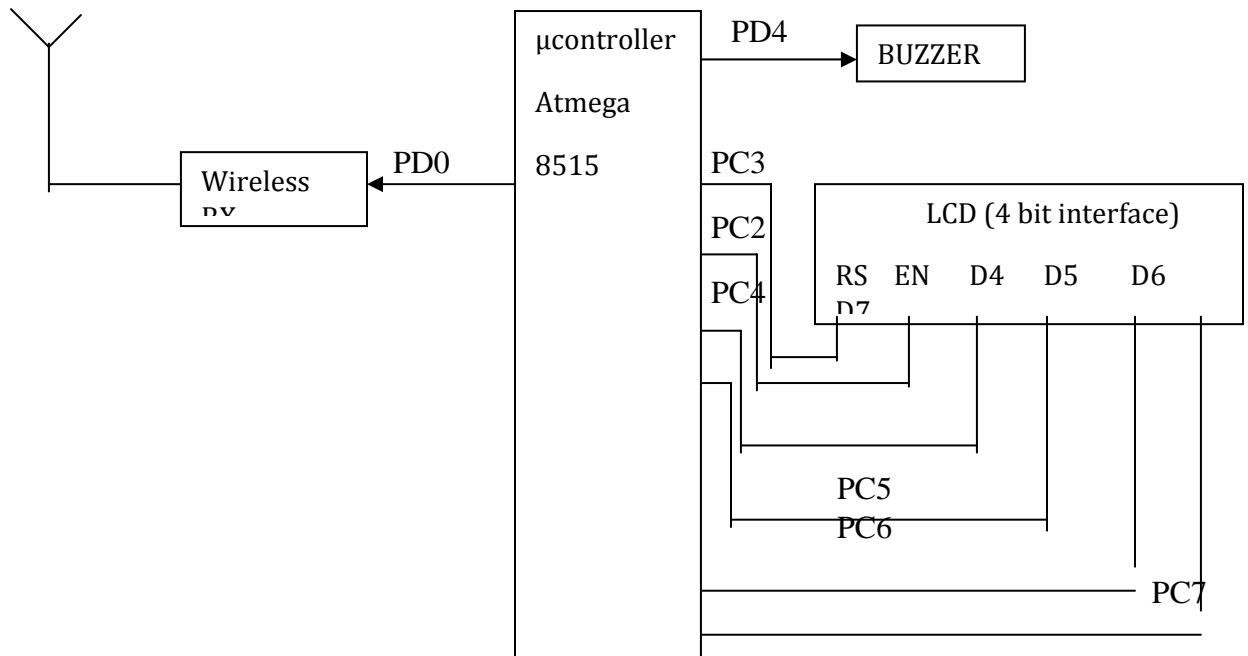 μcontroller
Atmega
8515
PD4
BUZZER
PD0
Wireless
PC3
PC2
PC4
LCD (4 bit interface)
RS EN D4 D5 D6
D7
PC5
PC6
PC7